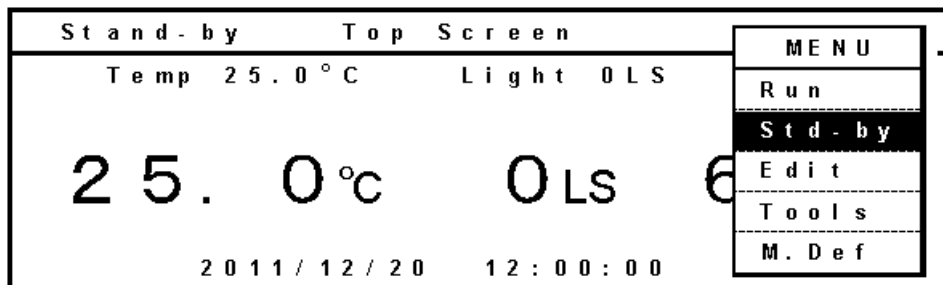 Stand-by Top Screen
Temp 25.0°C Light 0LS
25.0°C 0LS 6
2011/12/20 12:00:00
MENU
Run
Std-by
Edit
Tools
M.Def